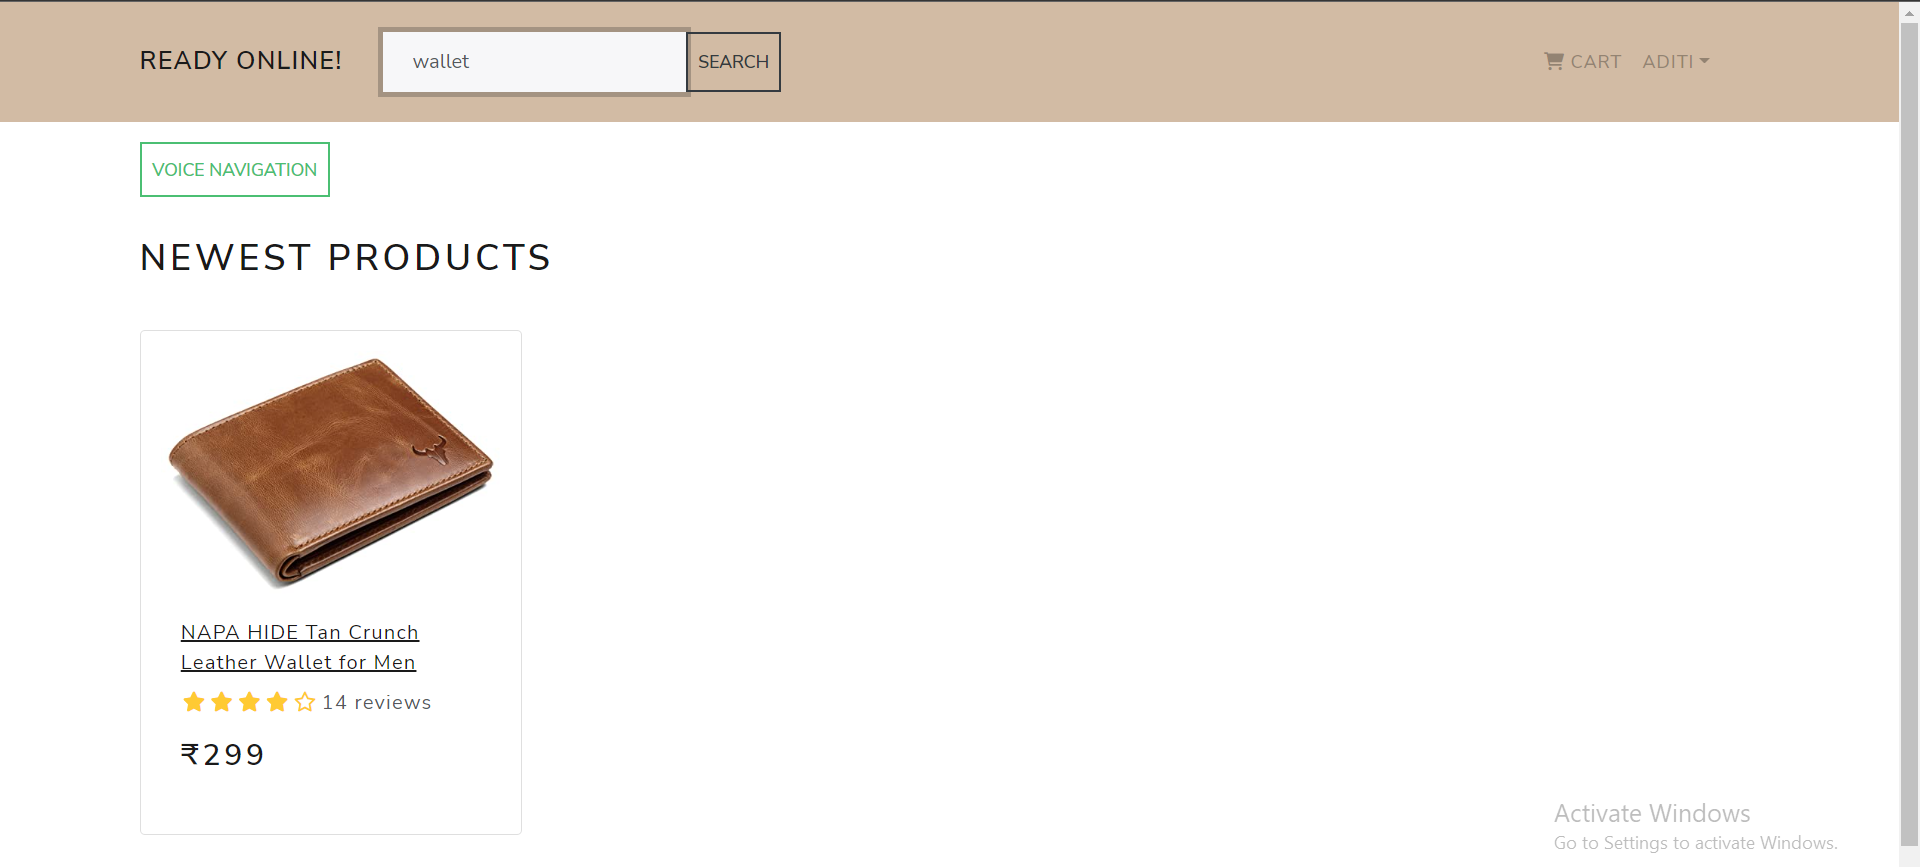 READY ONLINE!
wallet
SEARCH
CART
ADITI
VOICE NAVIGATION
NEWEST PRODUCTS
NAPA HIDE Tan Crunch
Leather Wallet for Men
14 reviews
₹299
Activate Windows
Go to Settings to activate Windows.